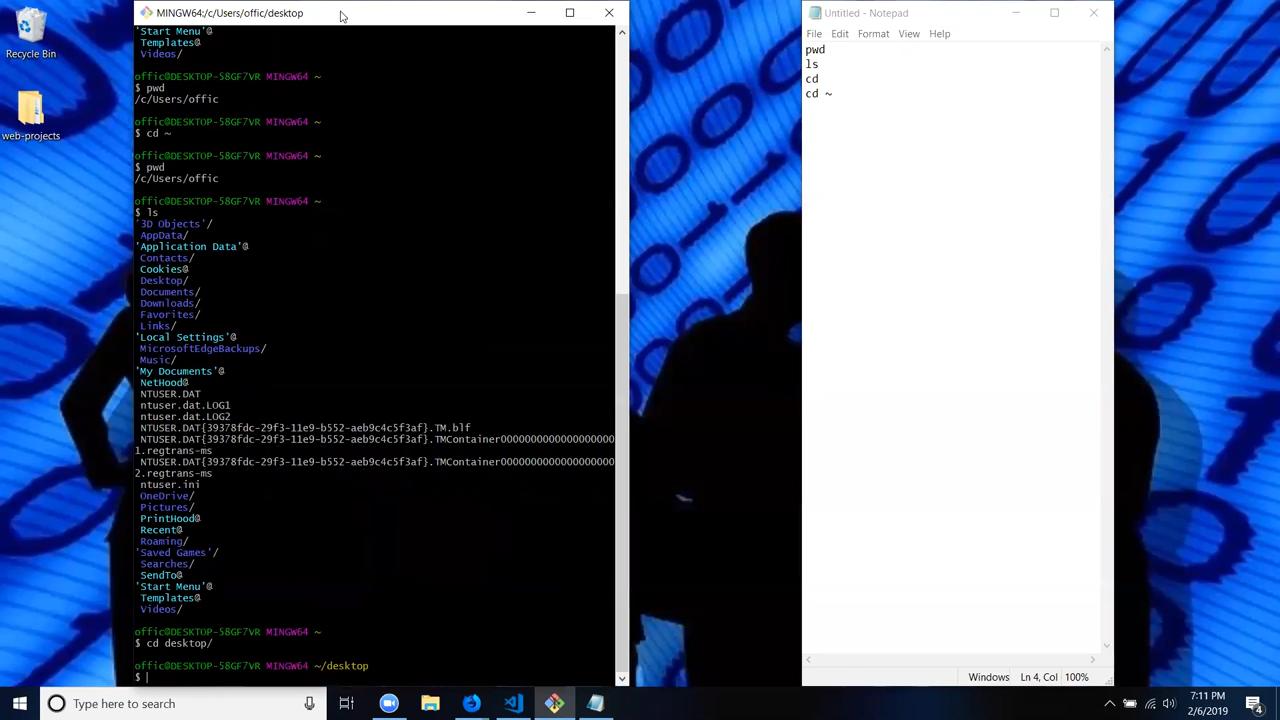 MINGW64:/c/Users/offic/desktop
'Start Menu'@
Templates@
Videos/
offic@DESKTOP-58GF7VR MINGW64 ~
$ pwd
/c/Users/offic
offic@DESKTOP-58GF7VR MINGW64 ~
$ cd ~
offic@DESKTOP-58GF7VR MINGW64 ~
$ pwd
/c/Users/offic
offic@DESKTOP-58GF7VR MINGW64 ~
$ ls
'3D Objects'/
AppData/
'Application Data'@
Contacts/
Cookies@
Desktop/
Documents/
Downloads/
Favorites/
Links/
'Local Settings'@
MicrosoftEdgeBackups/
Music/
'My Documents'@
NetHood@
NTUSER.DAT
ntuser.dat.LOG1
ntuser.dat.LOG2
NTUSER.DAT{39378fdc-29f3-11e9-b552-aeb9c4c5f3af}.TM.blf
NTUSER.DAT{39378fdc-29f3-11e9-b552-aeb9c4c5f3af}.TMContainer0000000000000000000
1.regtrans-ms
NTUSER.DAT{39378fdc-29f3-11e9-b552-aeb9c4c5f3af}.TMContainer0000000000000000000
2.regtrans-ms
ntuser.ini
OneDrive/
Pictures/
PrintHood@
Recent@
Roaming/
'Saved Games'/
Searches/
SendTo@
'Start Menu'@
Templates@
Videos/
offic@DESKTOP-58GF7VR MINGW64 ~
$ cd desktop/
offic@DESKTOP-58GF7VR MINGW64 ~/desktop
$
Untitled - Notepad
File Edit Format View Help
pwd
ls
cd
cd ~
Windows Ln 4, Col 100%
Recycle Bin
web-projects
Type here to search
7:11 PM
2/6/2019
4